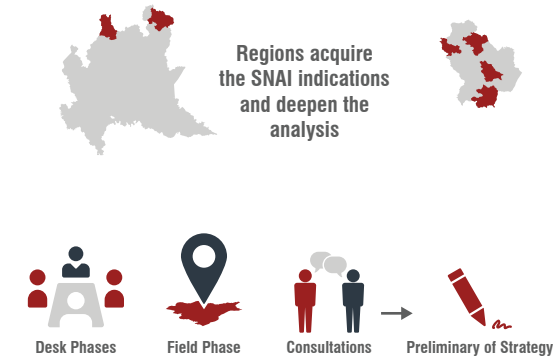 Regions acquire
the SNAI indications
and deepen the
analysis
Desk Phases
Field Phase
Consultations
Preliminary of Strategy